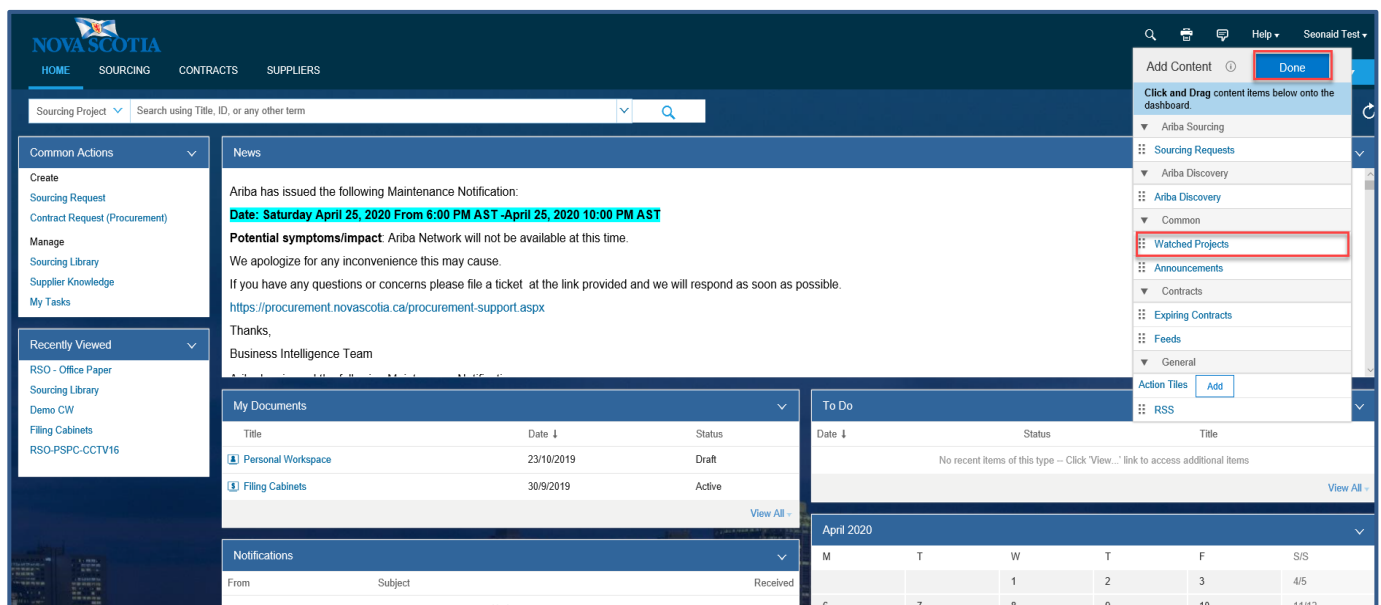 NOVA SCOTIA
Help
Seonaid Test
HOME SOURCING CONTRACTS SUPPLIERS
Sourcing Project Search using Title, ID, or any other term
Common Actions
Create
Sourcing Request
Contract Request (Procurement)
Manage
Sourcing Library
Supplier Knowledge
My Tasks
Recently Viewed
RSO - Office Paper
Sourcing Library
Demo CW
Filing Cabinets
RSO-PSPC-CCTV16
News
Ariba has issued the following Maintenance Notification:
Date: Saturday April 25, 2020 From 6:00 PM AST -April 25, 2020 10:00 PM AST
Potential symptoms/impact: Ariba Network will not be available at this time.
We apologize for any inconvenience this may cause.
If you have any questions or concerns please file a ticket at the link provided and we will respond as soon as possible.
https://procurement.novascotia.ca/procurement-support.aspx
Thanks,
Business Intelligence Team
My Documents
Title Date ↓ Status
Personal Workspace 23/10/2019 Draft
Filing Cabinets 30/9/2019 Active
View All
Notifications
From Subject Received
Add Content Done
Click and Drag content items below onto the
dashboard.
Ariba Sourcing
Sourcing Requests
Ariba Discovery
Ariba Discovery
Common
Watched Projects
Announcements
Contracts
Expiring Contracts
Feeds
General
Action Tiles Add
RSS
To Do
Date ↓ Status Title
No recent items of this type -- Click 'View...' link to access additional items
View All
April 2020
M T W T F S/S
1 2 3 4/5